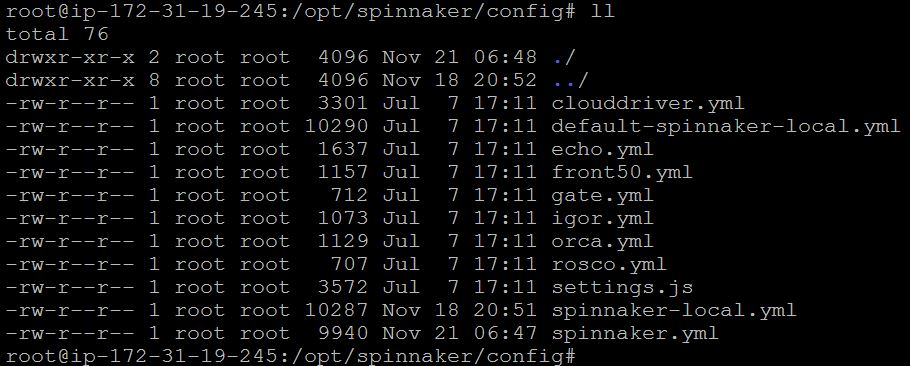 root@ip-172-31-19-245:/opt/spinnaker/config# ll
total 76
drwxr-xr-x 2 root root  4096 Nov 21 06:48 ./
drwxr-xr-x 8 root root  4096 Nov 18 20:52 ../
-rw-r--r-- 1 root root  3301 Jul  7 17:11 clouddriver.yml
-rw-r--r-- 1 root root 10290 Jul  7 17:11 default-spinnaker-local.yml
-rw-r--r-- 1 root root  1637 Jul  7 17:11 echo.yml
-rw-r--r-- 1 root root  1157 Jul  7 17:11 front50.yml
-rw-r--r-- 1 root root   712 Jul  7 17:11 gate.yml
-rw-r--r-- 1 root root  1073 Jul  7 17:11 igor.yml
-rw-r--r-- 1 root root  1129 Jul  7 17:11 orca.yml
-rw-r--r-- 1 root root   707 Jul  7 17:11 rosco.yml
-rw-r--r-- 1 root root  3572 Jul  7 17:11 settings.js
-rw-r--r-- 1 root root 10287 Nov 18 20:51 spinnaker-local.yml
-rw-r--r-- 1 root root  9940 Nov 21 06:47 spinnaker.yml
root@ip-172-31-19-245:/opt/spinnaker/config#